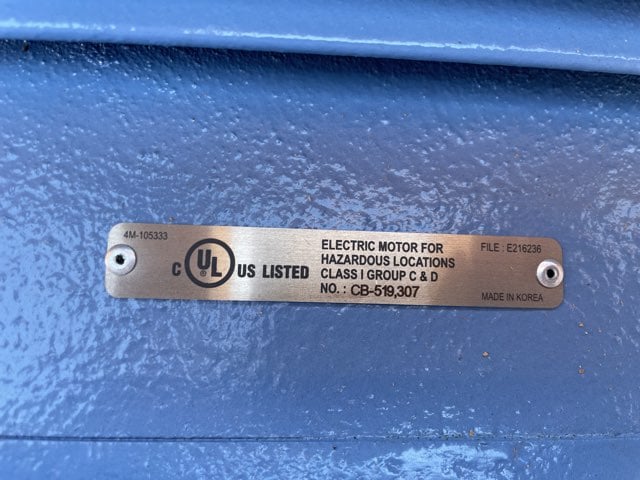 4M-105333
C UL US LISTED
ELECTRIC MOTOR FOR
HAZARDOUS LOCATIONS
CLASS I GROUP C & D
NO. : CB-519,307
FILE : E216236
MADE IN KOREA